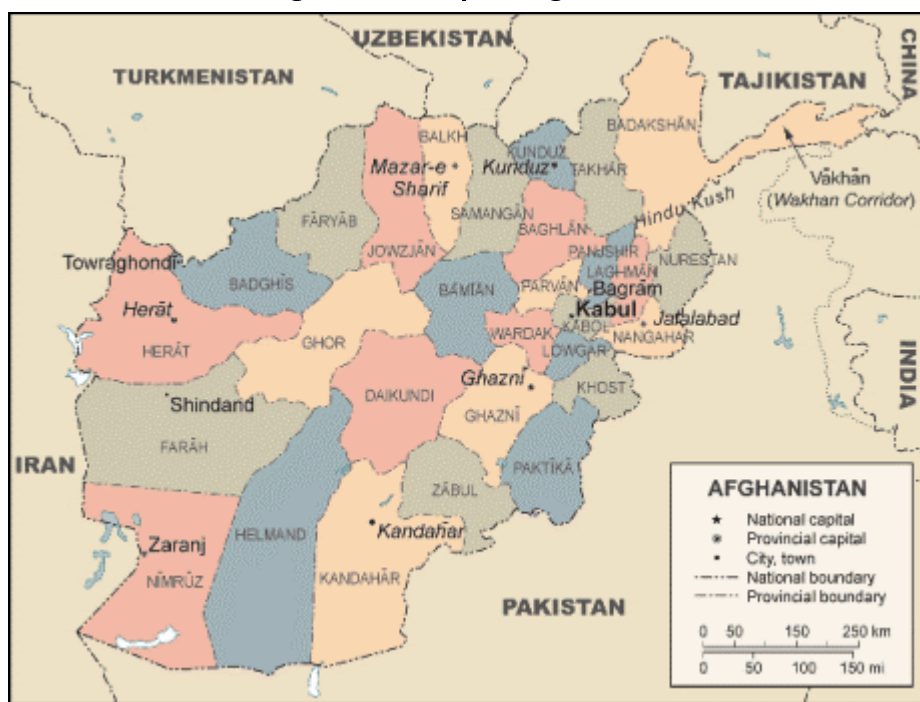 UZBEKISTAN
CHINA
TURKMENISTAN
TAJIKISTAN
BADAKSHĀN
BALKH
KUNDUZ
Mazar-e
Sharif
Kunduz
TAKHĀR
Vākhān
(Wakhan Corridor)
Hindu Kush
FĀRYĀB
SAMANGĀN
BAGHLĀN
JOWZJĀN
PANJSHIR
NURESTAN
Towraghondi
LAGHMĀN
BADGHĪS
BĀMIĀN
PARVĀN
Bagrām
Herāt
Kabul
Jalalabad
KĀBOL
WARDAK
NANGAHĀR
HERĀT
GHOR
LOWGAR
INDIA
Ghazni
KHOST
DAIKUNDI
Shindand
GHAZNĪ
FARĀH
IRAN
PAKTĪKĀ
ZĀBUL
AFGHANISTAN
National capital
Provincial capital
City, town
National boundary
Provincial boundary
0 50 150 250 km
0 50 100 150 mi
HELMAND
Kandahar
Zaranj
NĪMRŪZ
KANDAHĀR
PAKISTAN